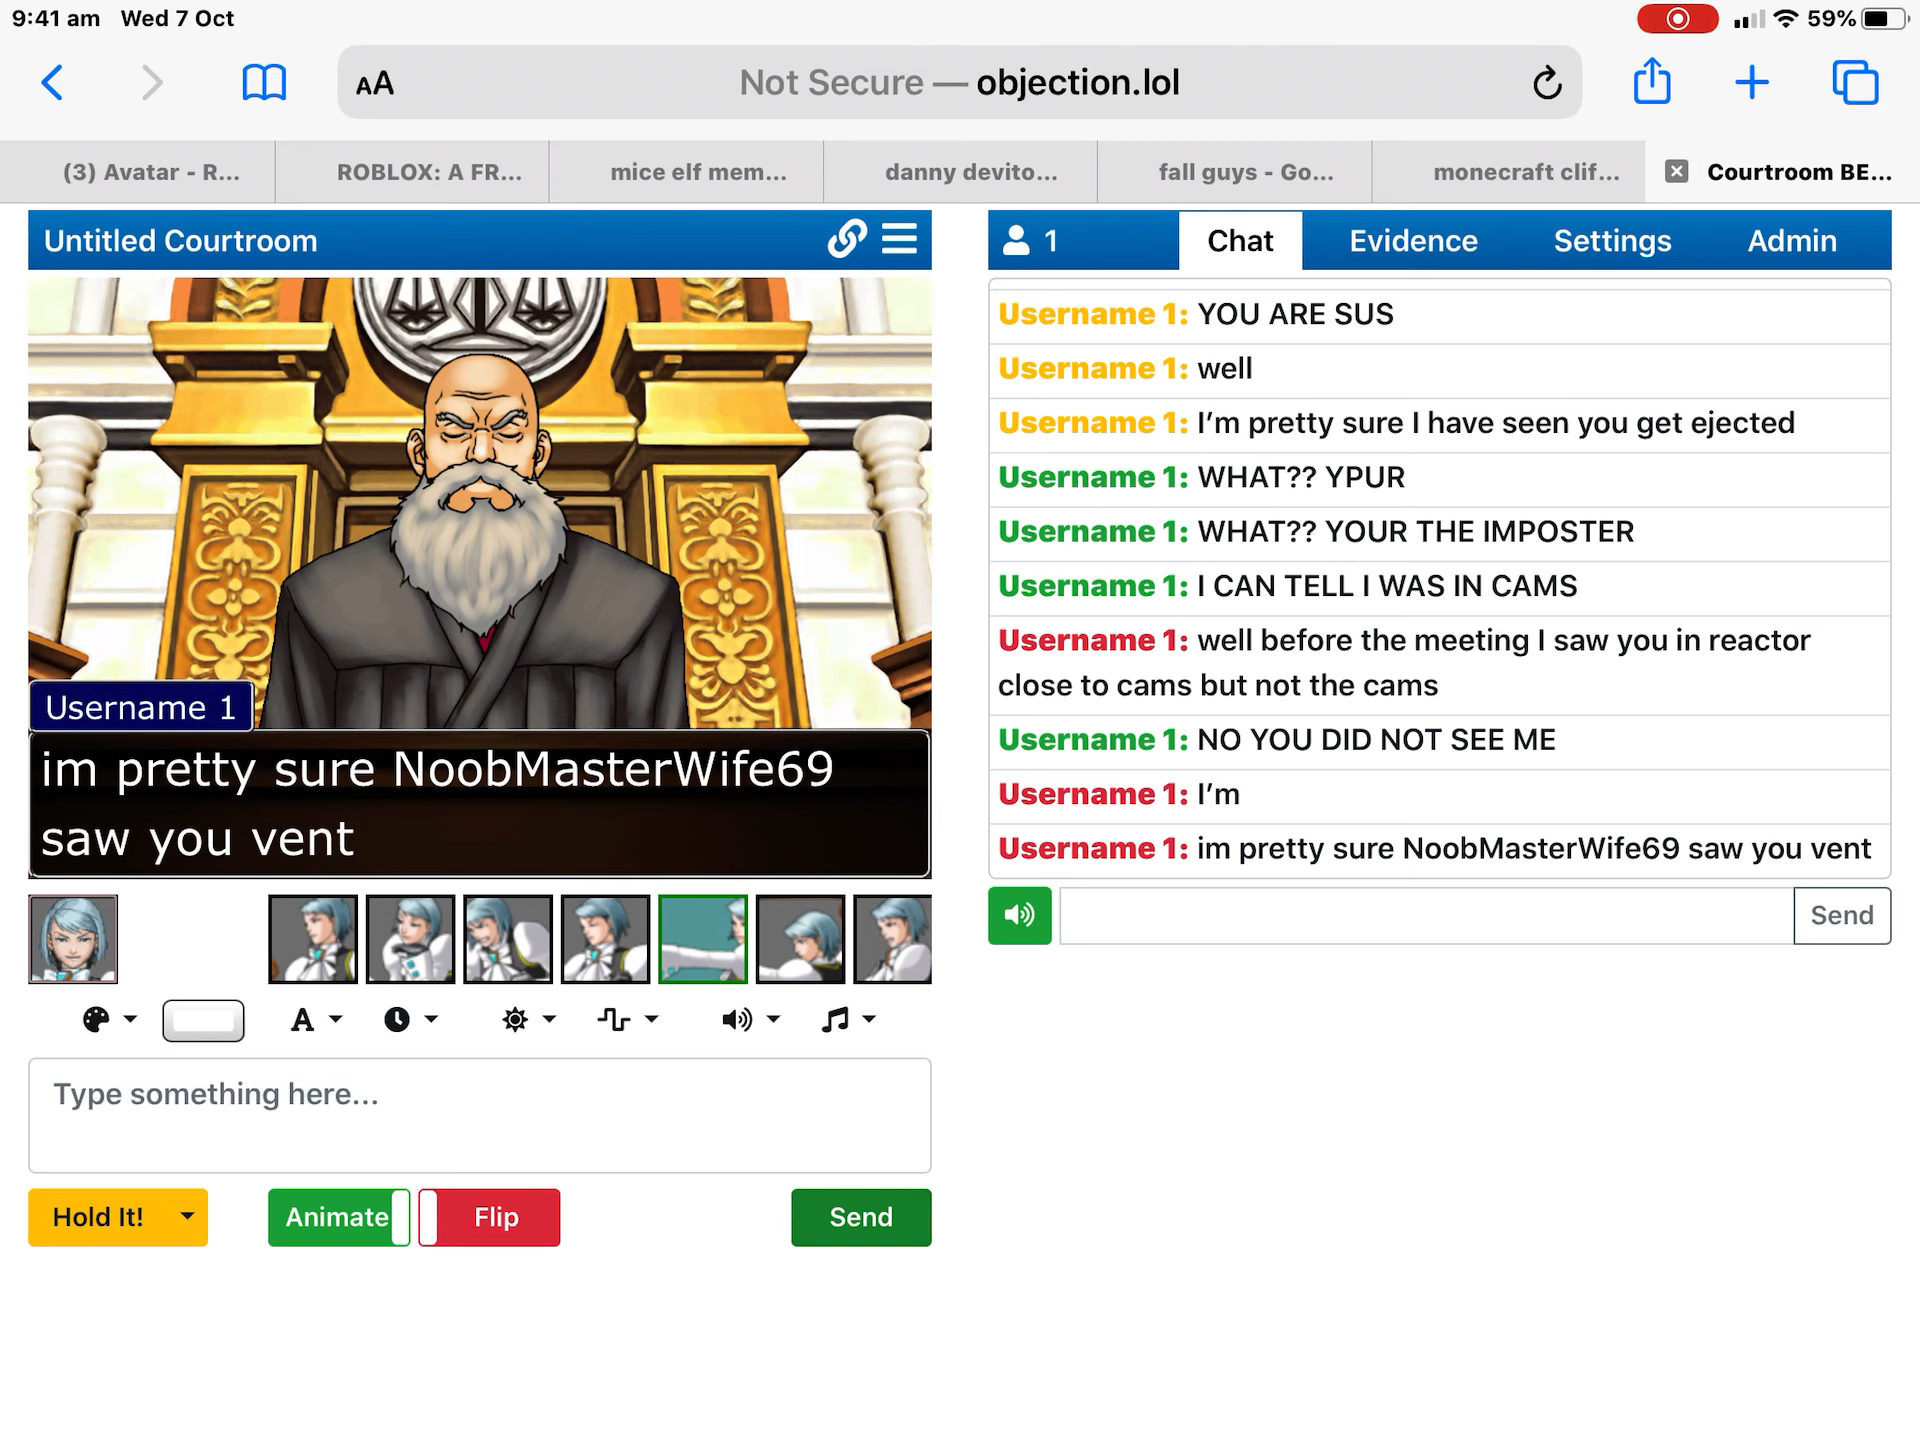 9:41 am Wed 7 Oct
59%
AA
Not Secure — objection.lol
(3) Avatar - R...
ROBLOX: A FR...
mice elf mem...
danny devito...
fall guys - Go...
monecraft clif...
Courtroom BE...
Untitled Courtroom
1
Chat
Evidence
Settings
Admin
Username 1: YOU ARE SUS
Username 1: well
Username 1: I’m pretty sure I have seen you get ejected
Username 1: WHAT?? YPUR
Username 1: WHAT?? YOUR THE IMPOSTER
Username 1: I CAN TELL I WAS IN CAMS
Username 1: well before the meeting I saw you in reactor
close to cams but not the cams
Username 1: NO YOU DID NOT SEE ME
Username 1: I’m
Username 1: im pretty sure NoobMasterWife69 saw you vent
Send
Username 1
im pretty sure NoobMasterWife69
saw you vent
A
Type something here...
Hold It!
Animate
Flip
Send